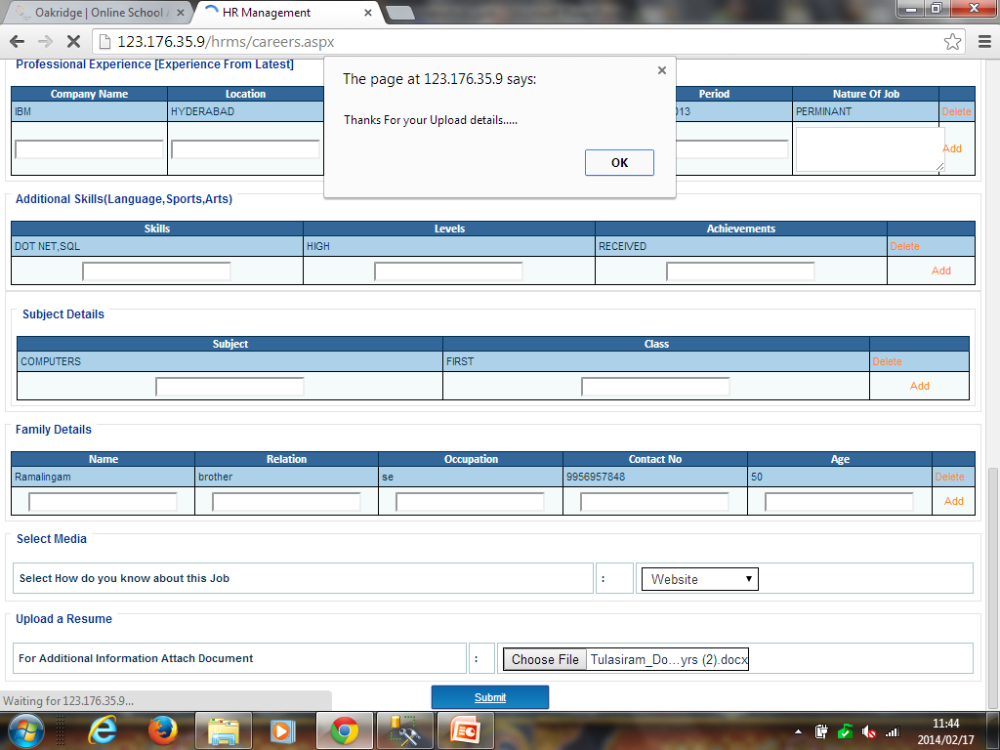 Oakridge | Online School A
HR Management
123.176.35.9/hrms/careers.aspx
Professional Experience [Experience From Latest]
The page at 123.176.35.9 says:
Thanks For your Upload details.....
OK
Company Name Location Period Nature Of Job
IBM HYDERABAD 013 PERMINANT Delete
Add
Additional Skills(Language,Sports,Arts)
Skills Levels Achievements
DOT NET,SQL HIGH RECEIVED Delete
Add
Subject Details
Subject Class
COMPUTERS FIRST Delete
Add
Family Details
Name Relation Occupation Contact No Age
Ramalingam brother se 9956957848 50 Delete
Add
Select Media
Select How do you know about this Job : Website
Upload a Resume
For Additional Information Attach Document : Choose File Tulasiram_Do...yrs (2).docx
Waiting for 123.176.35.9...
Submit
11:44
2014/02/17